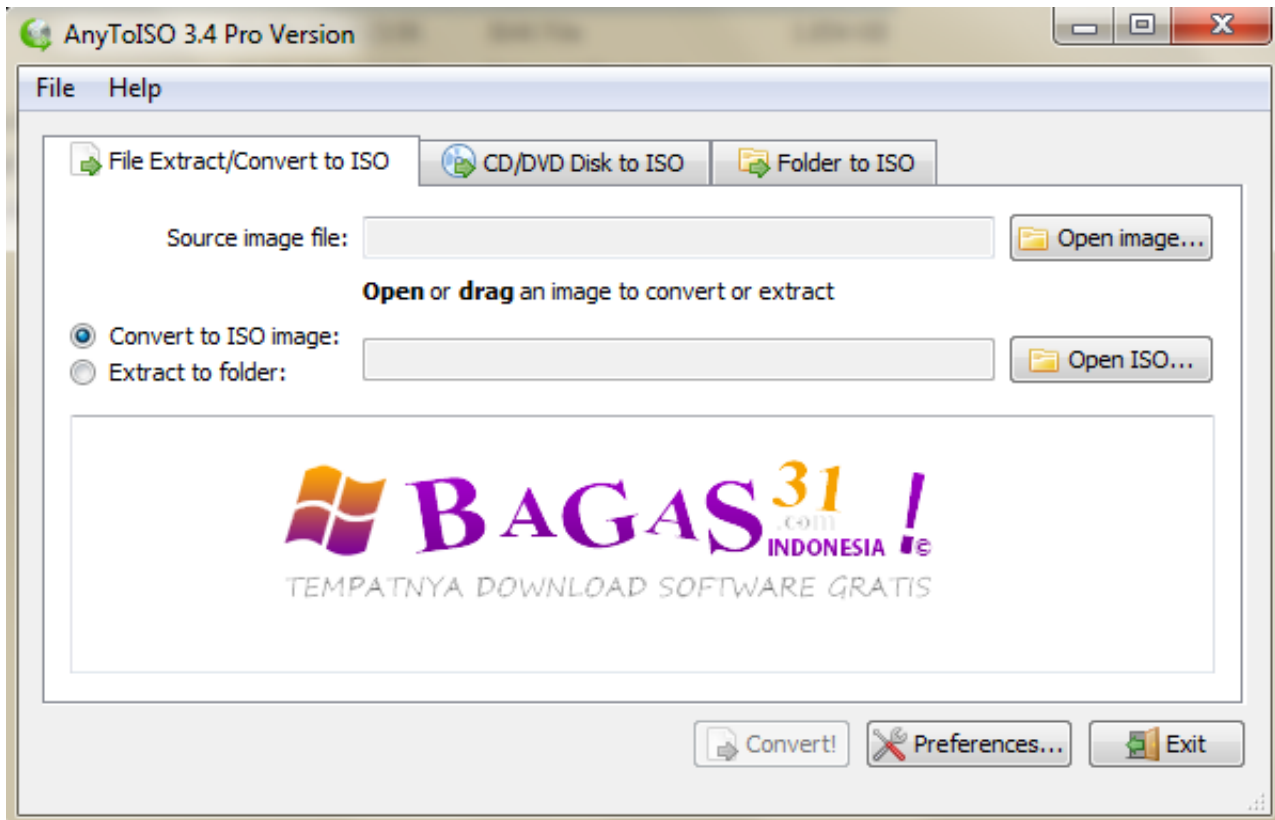 AnyToISO 3.4 Pro Version
File Help
File Extract/Convert to ISO CD/DVD Disk to ISO Folder to ISO
Source image file: Open image...
Open or drag an image to convert or extract
Convert to ISO image:
Extract to folder: Open ISO...
BAGAS31
.com
INDONESIA !©
TEMPATNYA DOWNLOAD SOFTWARE GRATIS
Convert! Preferences... Exit